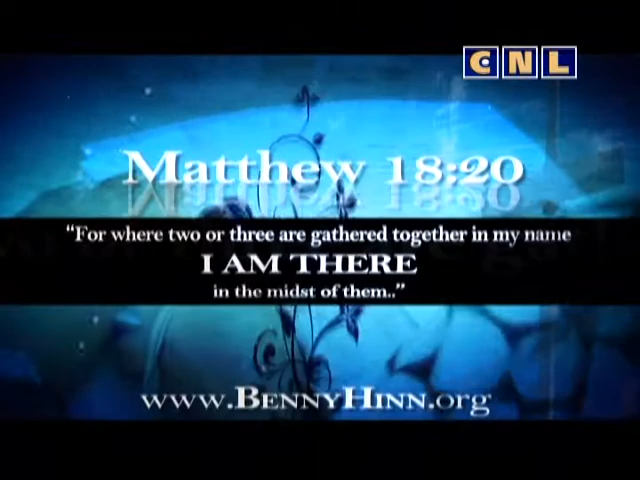 CNL
Matthew 18:20
“For where two or three are gathered together in my name
I AM THERE
in the midst of them..”
www.BennyHinn.org